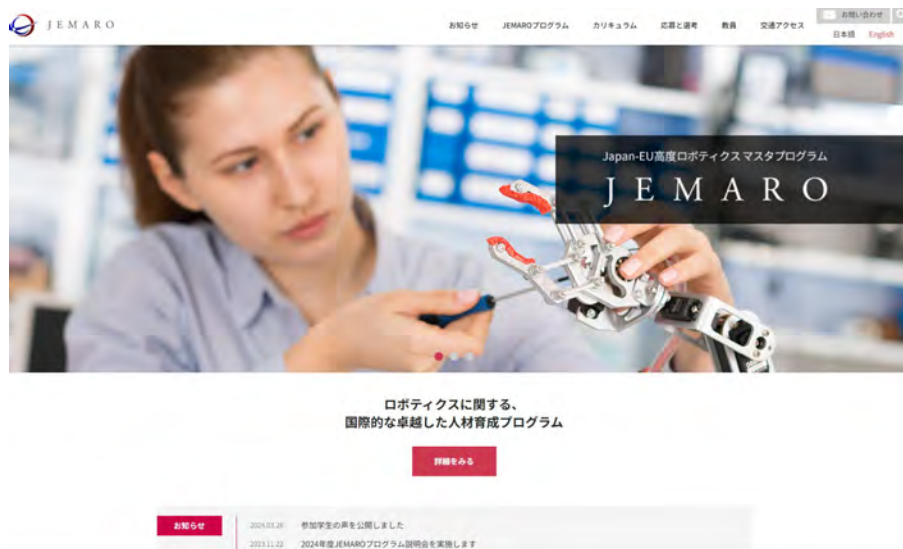 JEMARO
お知らせ
JEMAROプログラム
カリキュラム
応募と選考
教員
交通アクセス
お問い合わせ
日本語
English
Japan-EU高度ロボティクスマスタプログラム
JEMARO
ロボティクスに関する、
国際的な卓越した人材育成プログラム
詳細をみる
お知らせ
2024.03.26 参加学生の声を公開しました
2023.11.22 2024年度JEMAROプログラム説明会を実施します